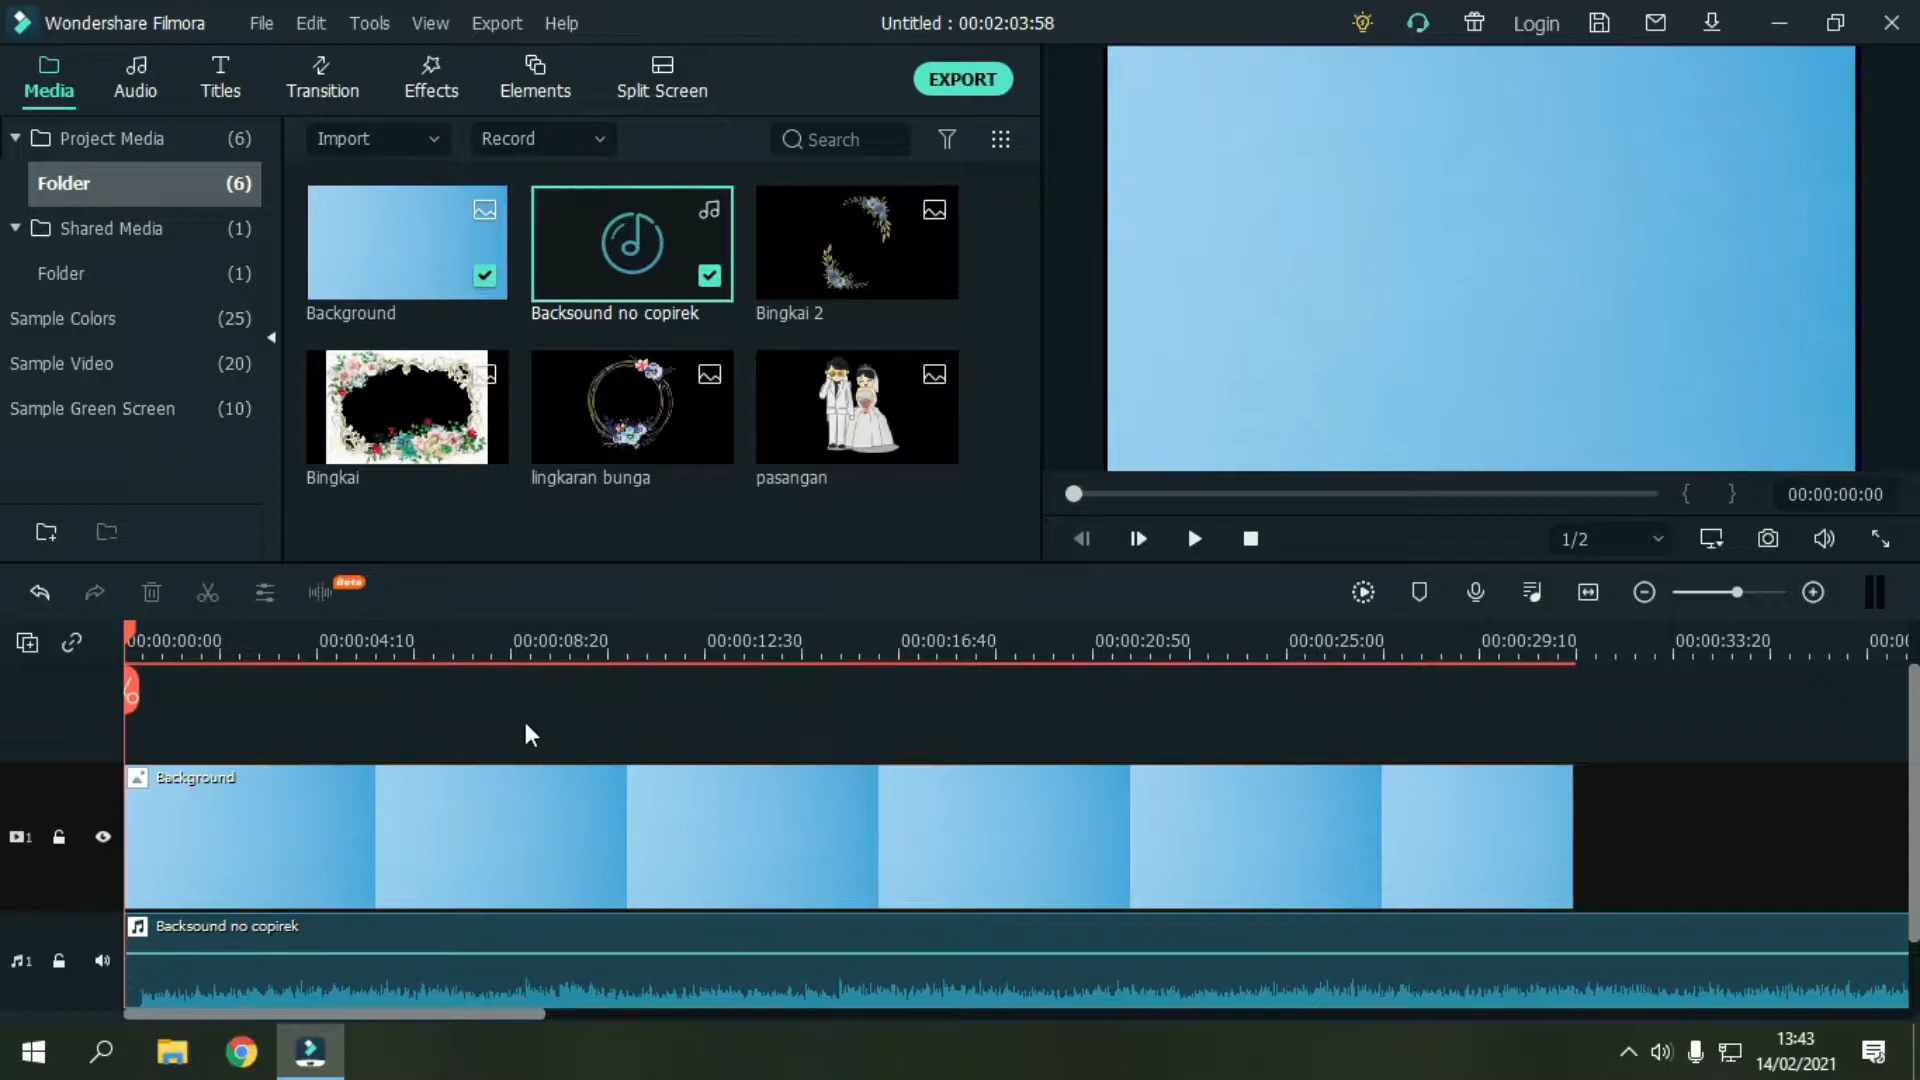 Wondershare Filmora File Edit Tools View Export Help Untitled : 00:02:03:58 Login
Media Audio Titles Transition Effects Elements Split Screen EXPORT
Project Media (6) Import Record Search
Folder (6)
Shared Media (1)
Folder (1)
Sample Colors (25)
Sample Video (20)
Sample Green Screen (10)
Background Backsound no copirek Bingkai 2
Bingkai lingkaran bunga pasangan
00:00:00:00
1/2
Beta
00:00:00:00 00:00:04:10 00:00:08:20 00:00:12:30 00:00:16:40 00:00:20:50 00:00:25:00 00:00:29:10 00:00:33:20
Background
1
Backsound no copirek
1
13:43
14/02/2021